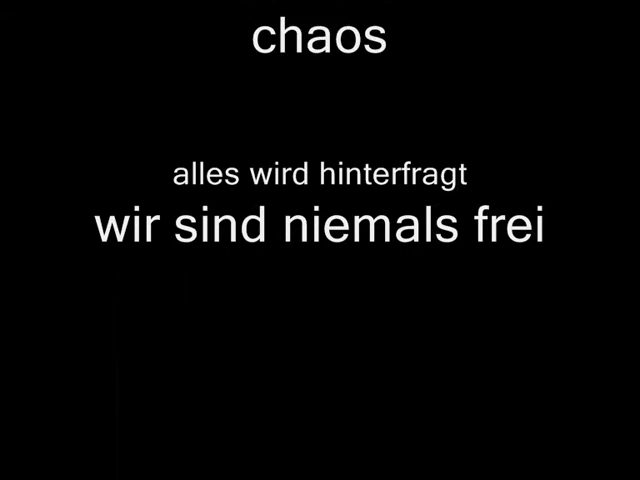 chaos
alles wird hinterfragt
wir sind niemals frei